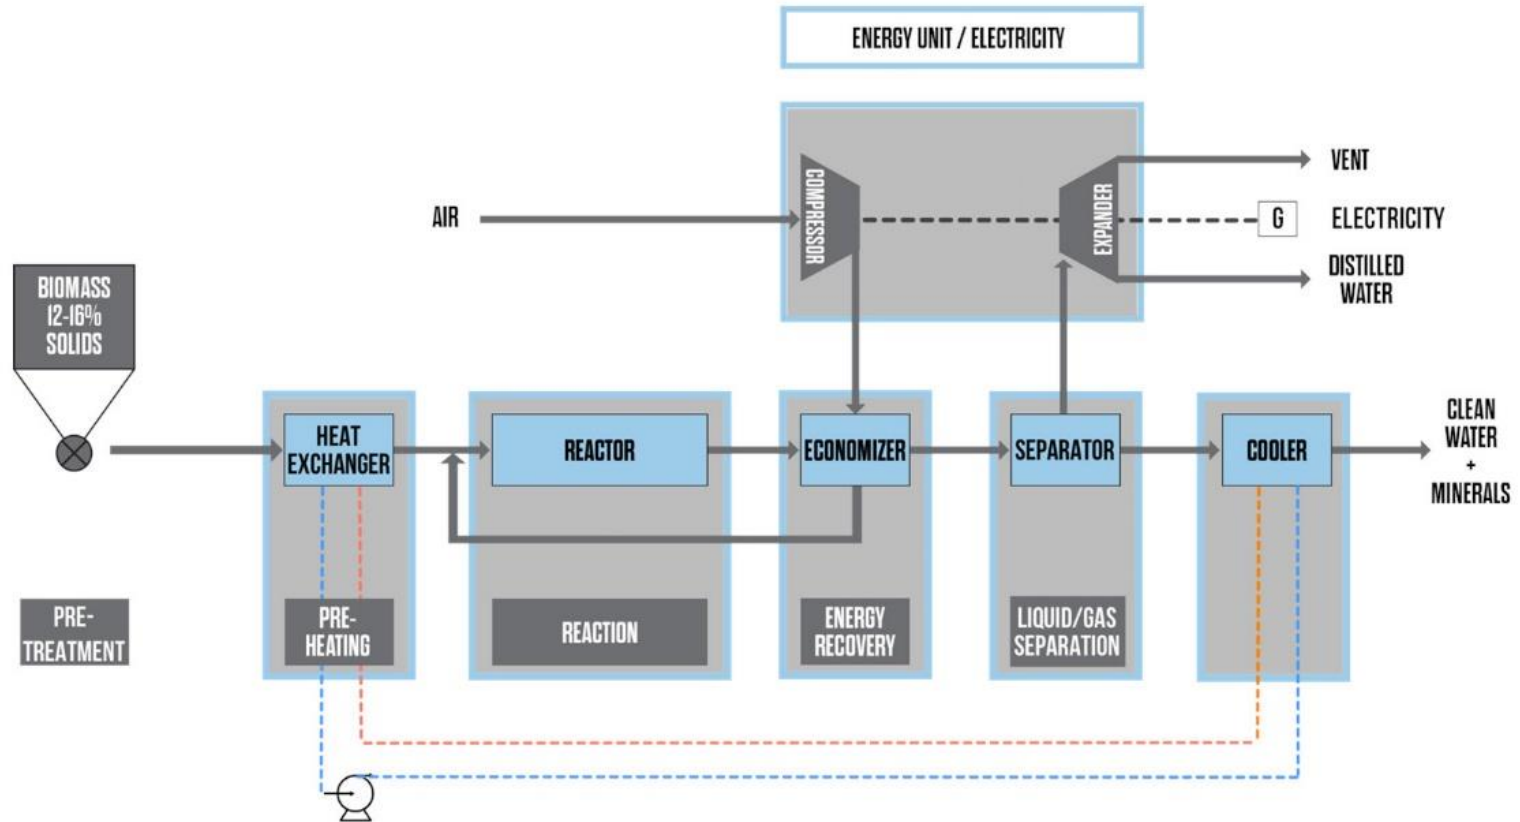 ENERGY UNIT / ELECTRICITY
COMPRESSOR
EXPANDER
VENT
AIR
G
ELECTRICITY
DISTILLED
WATER
BIOMASS
12-16%
SOLIDS
HEAT
EXCHANGER
REACTOR
ECONOMIZER
SEPARATOR
COOLER
CLEAN
WATER
+
MINERALS
PRE-
TREATMENT
PRE-
HEATING
REACTION
ENERGY
RECOVERY
LIQUID/GAS
SEPARATION